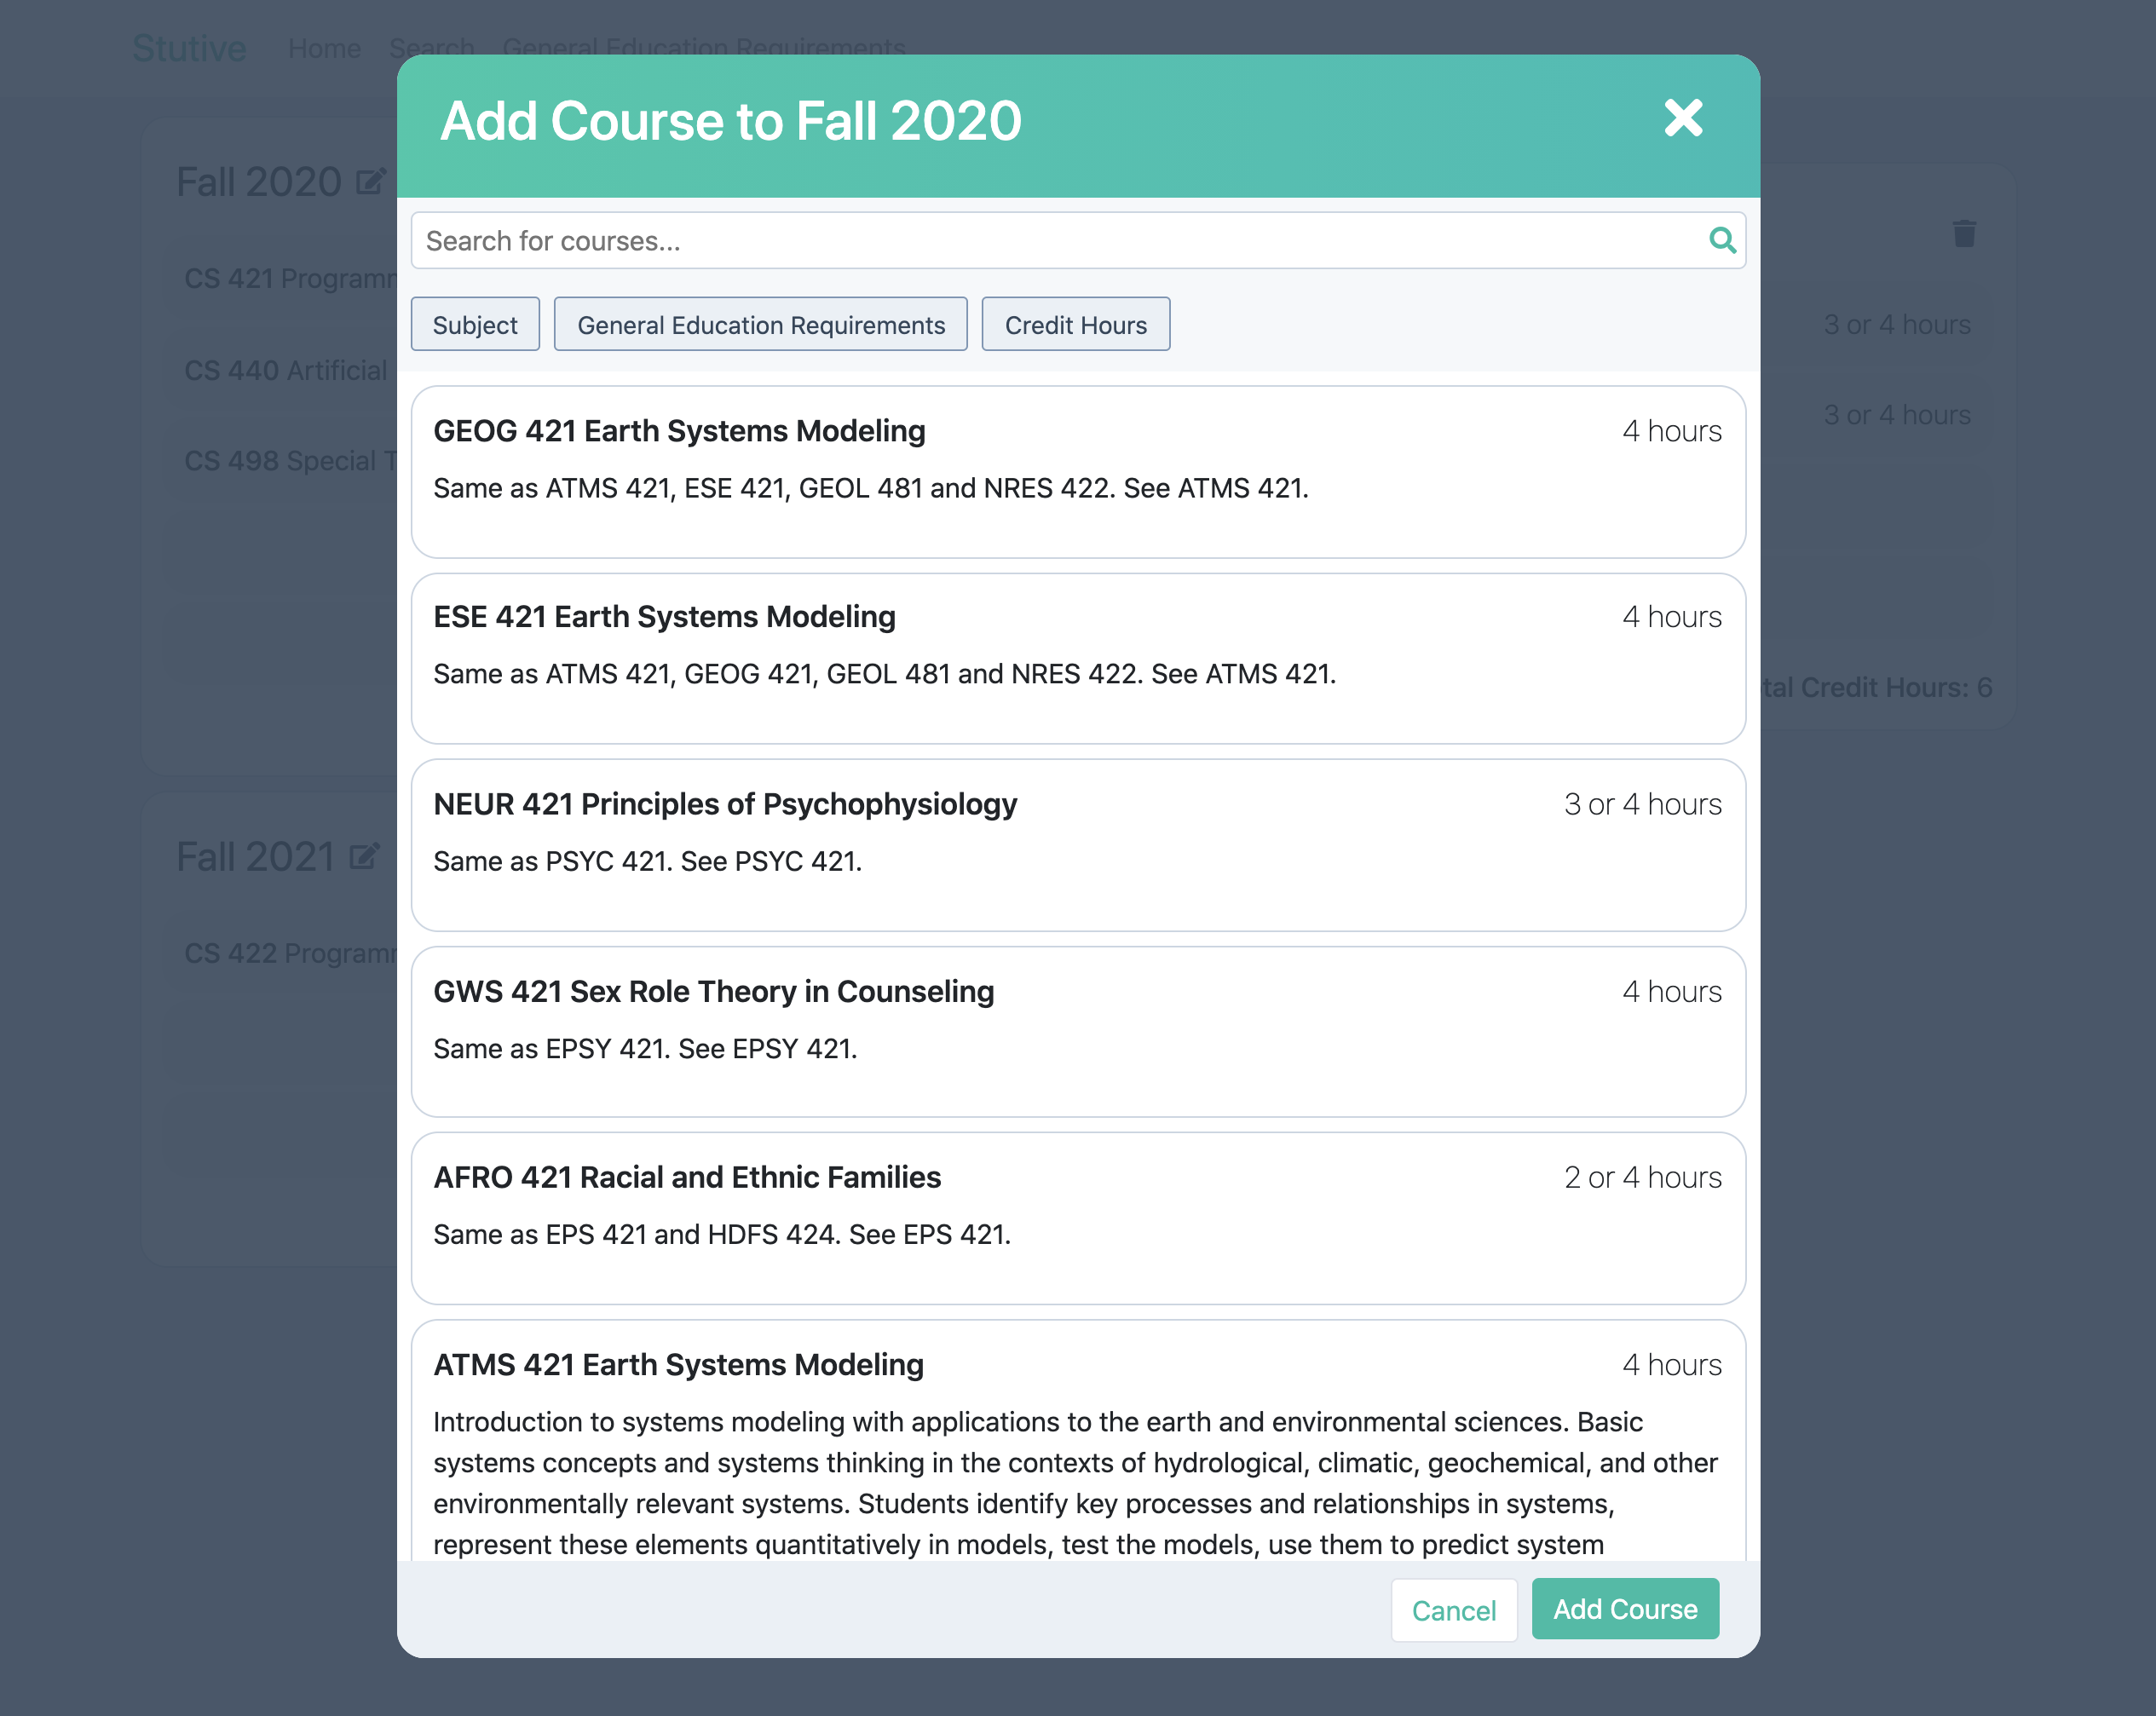 Stutive Home Search General Education Requirements
Add Course to Fall 2020
Search for courses...
Subject General Education Requirements Credit Hours
GEOG 421 Earth Systems Modeling 4 hours
Same as ATMS 421, ESE 421, GEOL 481 and NRES 422. See ATMS 421.
ESE 421 Earth Systems Modeling 4 hours
Same as ATMS 421, GEOG 421, GEOL 481 and NRES 422. See ATMS 421.
NEUR 421 Principles of Psychophysiology 3 or 4 hours
Same as PSYC 421. See PSYC 421.
GWS 421 Sex Role Theory in Counseling 4 hours
Same as EPSY 421. See EPSY 421.
AFRO 421 Racial and Ethnic Families 2 or 4 hours
Same as EPS 421 and HDFS 424. See EPS 421.
ATMS 421 Earth Systems Modeling 4 hours
Introduction to systems modeling with applications to the earth and environmental sciences. Basic
systems concepts and systems thinking in the contexts of hydrological, climatic, geochemical, and other
environmentally relevant systems. Students identify key processes and relationships in systems,
represent these elements quantitatively in models, test the models, use them to predict system
Cancel Add Course
Fall 2020
CS 421
CS 440 Artificial
CS 498 Special
3 or 4 hours
3 or 4 hours
Credit Hours: 6
Fall 2021
CS 422